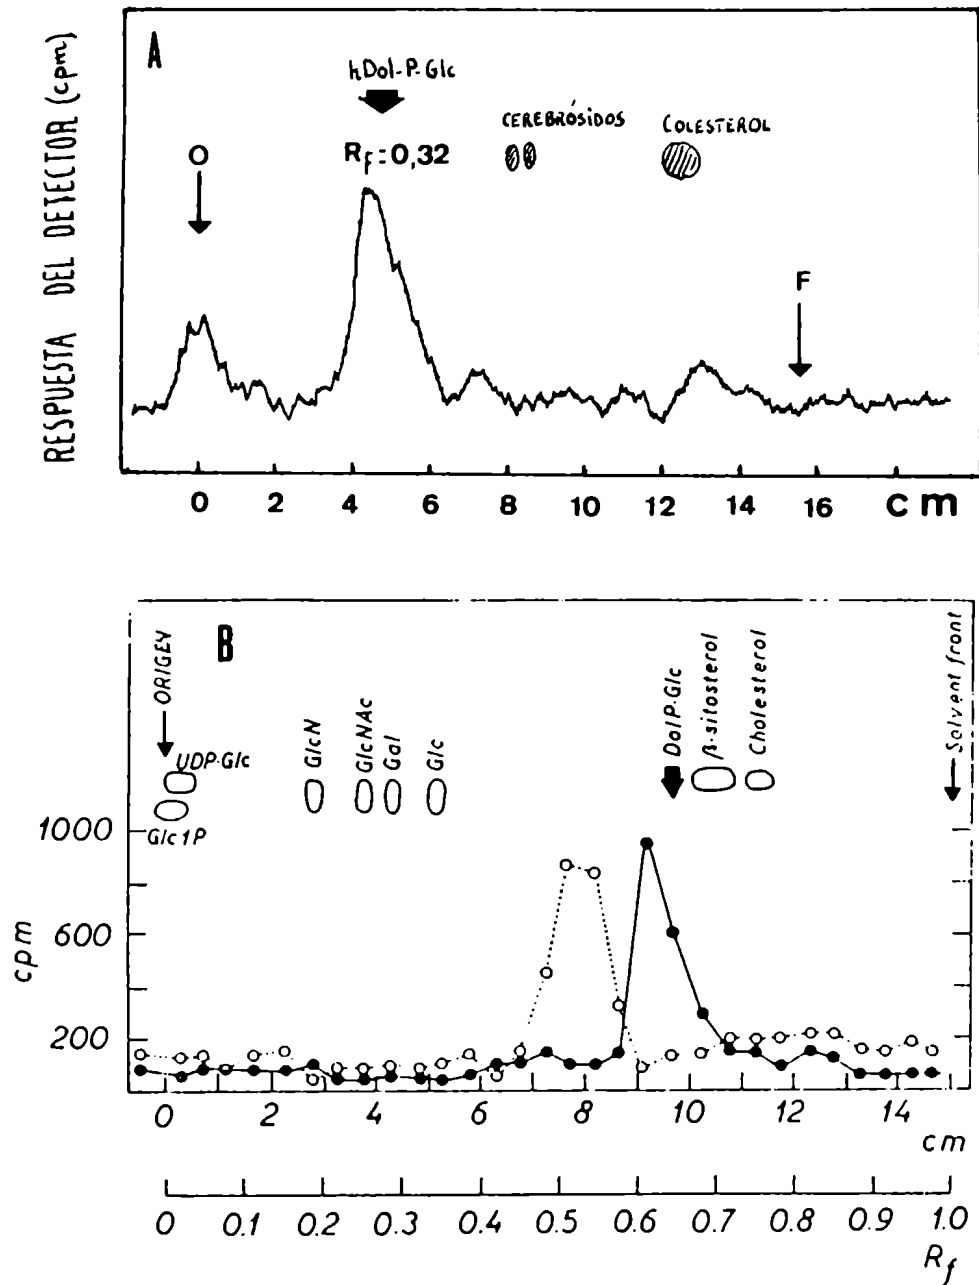 A
RESPUESTA DEL DETECTOR (cpm)
hDol-P-Glc
CEREBRÓSIDOS
COLESTEROL
O
Rf:0,32
F
0 2 4 6 8 10 12 14 16 cm
B
ORIGEN
UDP-Glc
Glc1P
GlcN
GlcNAc
Gal
Glc
DolP-Glc
β-sitosterol
Cholesterol
Solvent front
1000
600
200
cpm
0 2 4 6 8 10 12 14
cm
0 0.1 0.2 0.3 0.4 0.5 0.6 0.7 0.8 0.9 1.0
Rf